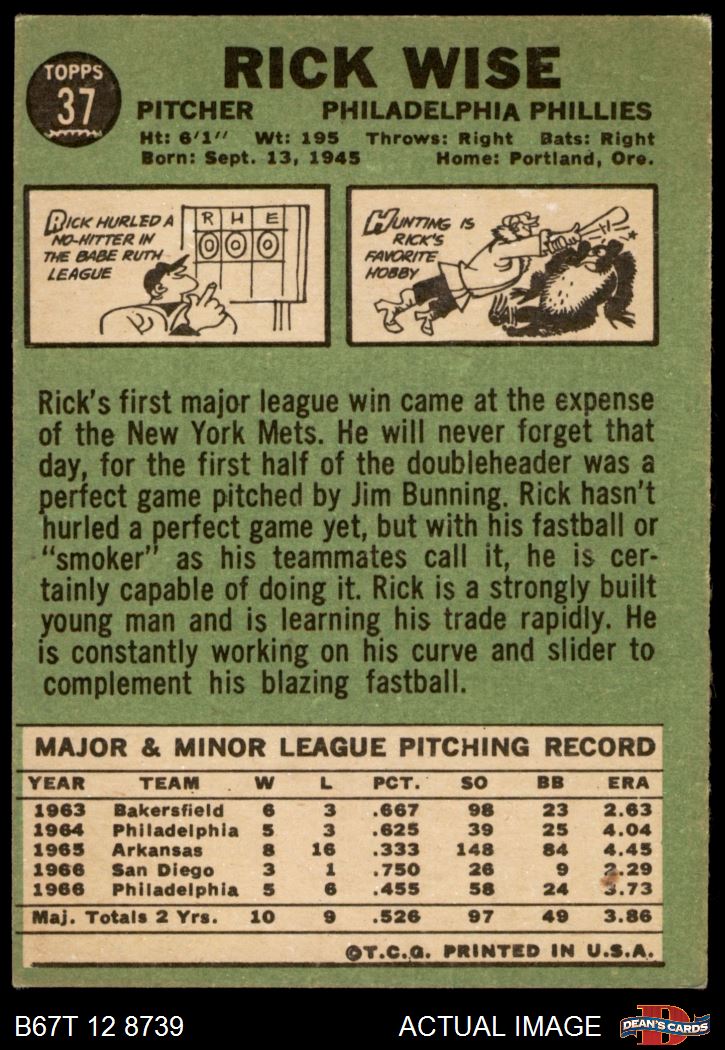 TOPPS
37
RICK WISE
PITCHER PHILADELPHIA PHILLIES
Ht: 6'1" Wt: 195 Throws: Right Bats: Right
Born: Sept. 13, 1945 Home: Portland, Ore.
RICK HURLED A
NO-HITTER IN
THE BABE RUTH
LEAGUE
R H E
0 0 0
HUNTING IS
RICK'S
FAVORITE
HOBBY
Rick's first major league win came at the expense
of the New York Mets. He will never forget that
day, for the first half of the doubleheader was a
perfect game pitched by Jim Bunning. Rick hasn't
hurled a perfect game yet, but with his fastball or
"smoker" as his teammates call it, he is cer-
tainly capable of doing it. Rick is a strongly built
young man and is learning his trade rapidly. He
is constantly working on his curve and slider to
complement his blazing fastball.
MAJOR & MINOR LEAGUE PITCHING RECORD
YEAR TEAM W L PCT. SO BB ERA
1963 Bakersfield 6 3 .667 98 23 2.63
1964 Philadelphia 5 3 .625 39 25 4.04
1965 Arkansas 8 16 .333 148 84 4.45
1966 San Diego 3 1 .750 26 9 2.29
1966 Philadelphia 5 6 .455 58 24 3.73
Maj. Totals 2 Yrs. 10 9 .526 97 49 3.86
©T.C.G. PRINTED IN U.S.A.
B67T 12 8739 ACTUAL IMAGE
D
DEAN'S CARDS